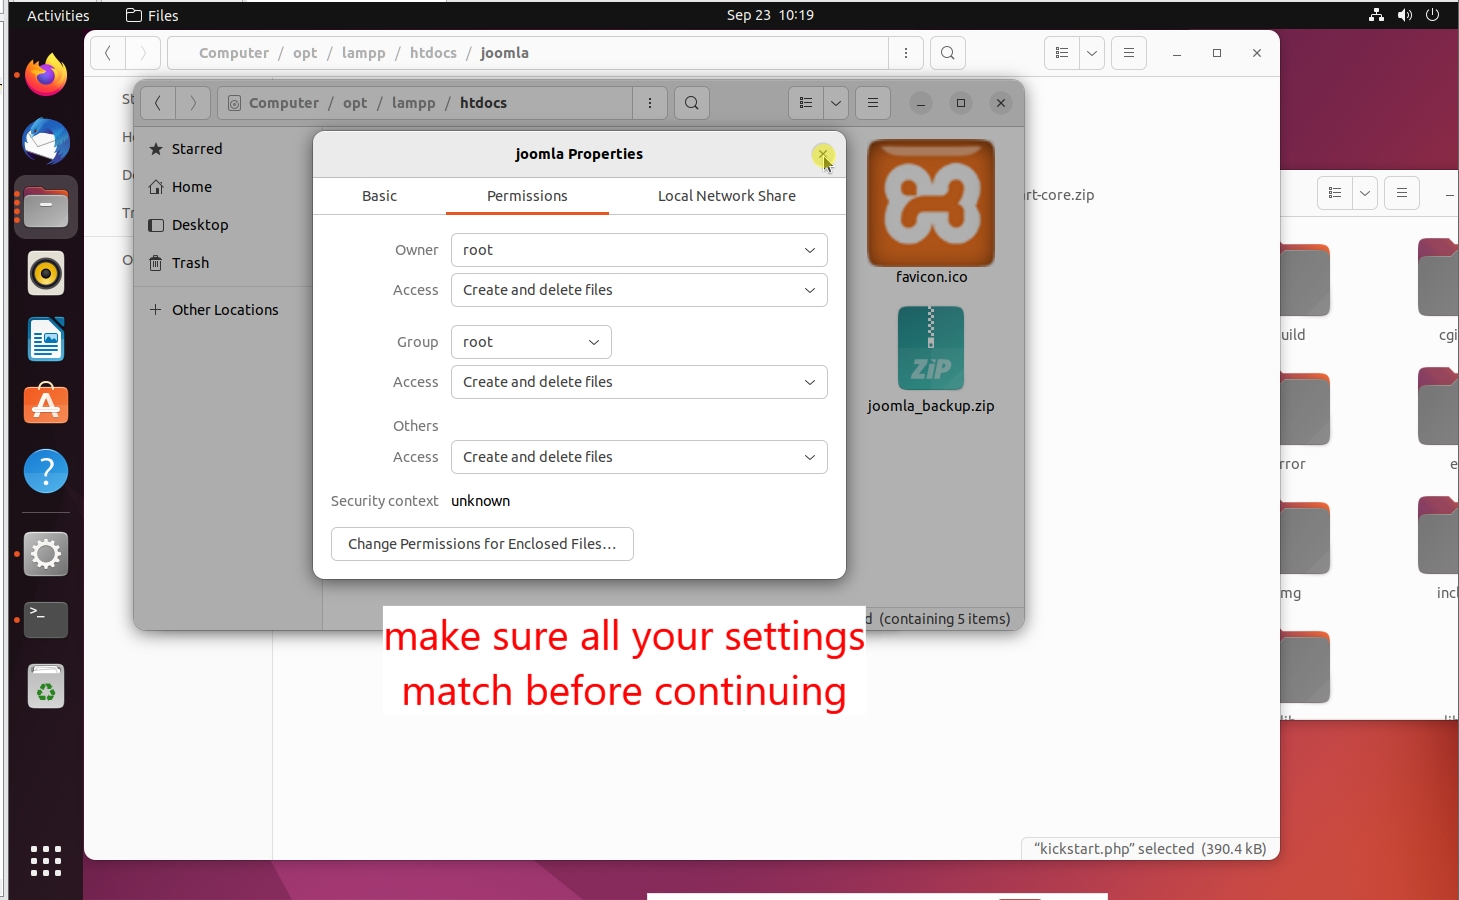 Activities Files Sep 23 10:19
Computer / opt / lampp / htdocs / joomla
Computer / opt / lampp / htdocs
Starred
Home
Desktop
Trash
Other Locations
joomla Properties
Basic Permissions Local Network Share
Owner root
Access Create and delete files
Group root
Access Create and delete files
Others
Access Create and delete files
Security context unknown
Change Permissions for Enclosed Files...
favicon.ico
ZiP
joomla_backup.zip
(containing 5 items)
make sure all your settings
match before continuing
rt-core.zip
uild cgi
rror e
mg incl
"kickstart.php" selected (390.4 kB)